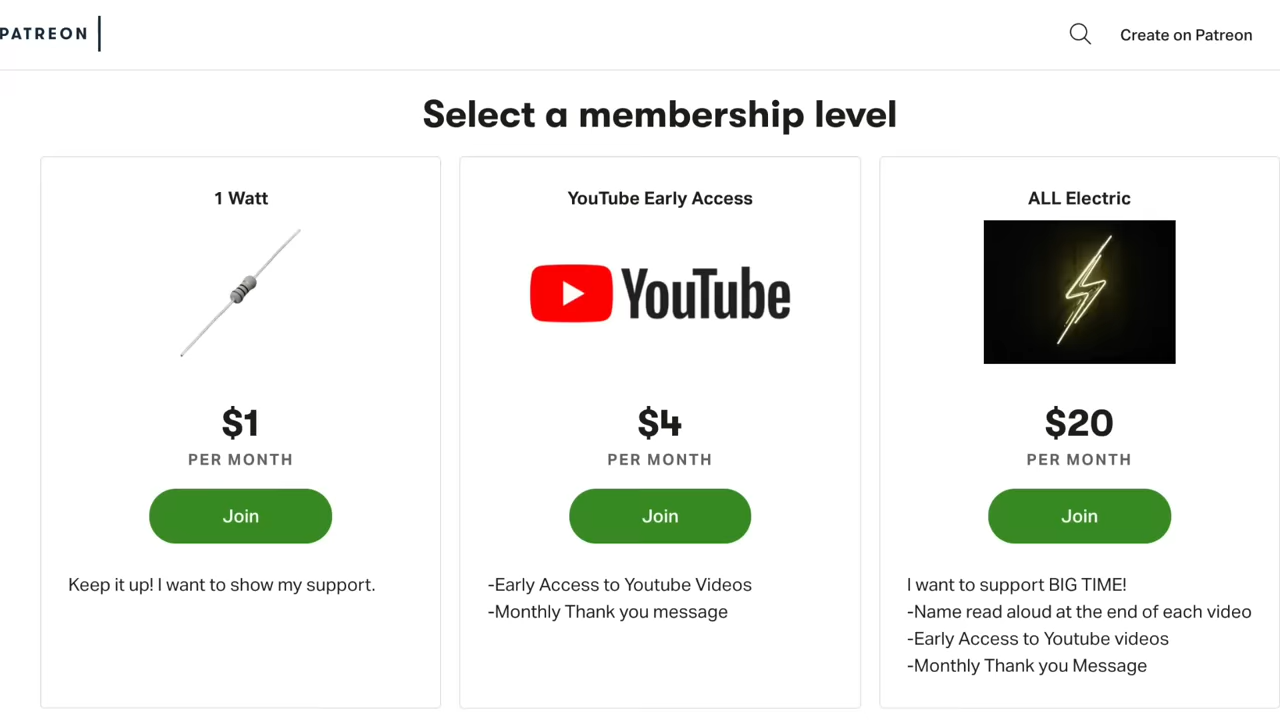 PATREON
Create on Patreon
Select a membership level
1 Watt
$1
PER MONTH
Join
Keep it up! I want to show my support.
YouTube Early Access
YouTube
$4
PER MONTH
Join
-Early Access to Youtube Videos
-Monthly Thank you message
ALL Electric
$20
PER MONTH
Join
I want to support BIG TIME!
-Name read aloud at the end of each video
-Early Access to Youtube videos
-Monthly Thank you Message